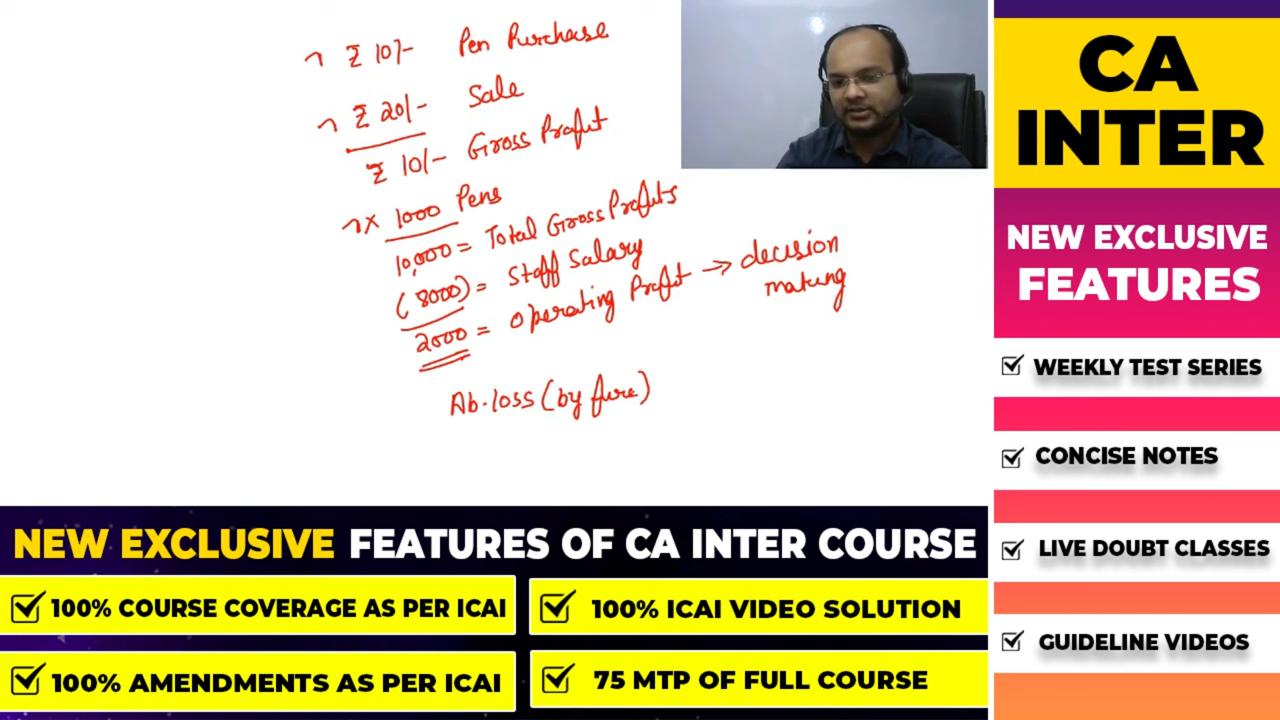 ₹ 10/- Pen Purchase
₹ 20/- Sale
₹ 10/- Gross Profit
× 1000 Pens
10,000 = Total Gross Profits
(8000) = Staff Salary
2000 = Operating Profit → decision making
Ab. loss (by fire)
CA
INTER
NEW EXCLUSIVE
FEATURES
WEEKLY TEST SERIES
CONCISE NOTES
LIVE DOUBT CLASSES
GUIDELINE VIDEOS
NEW EXCLUSIVE FEATURES OF CA INTER COURSE
100% COURSE COVERAGE AS PER ICAI
100% ICAI VIDEO SOLUTION
100% AMENDMENTS AS PER ICAI
75 MTP OF FULL COURSE